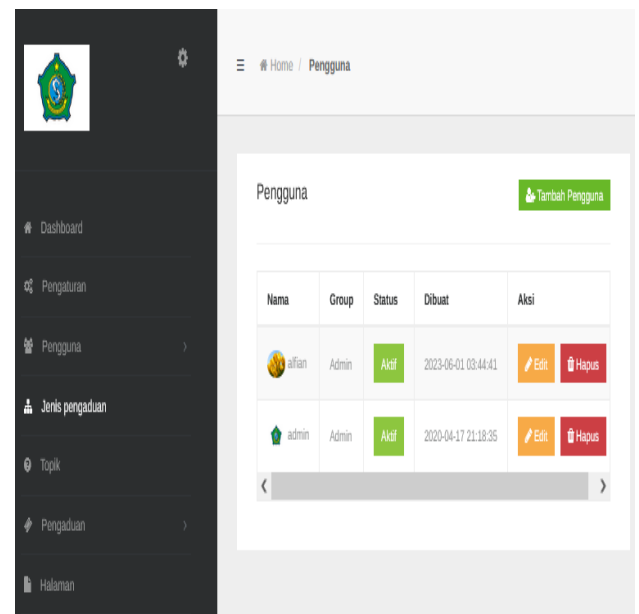 Home / Pengguna
Dashboard
Pengaturan
Pengguna
Jenis pengaduan
Topik
Pengaduan
Halaman
Pengguna
Tambah Pengguna
Nama Group Status Dibuat Aksi
alfian Admin Aktif 2023-06-01 03:44:41 Edit Hapus
admin Admin Aktif 2020-04-17 21:18:35 Edit Hapus